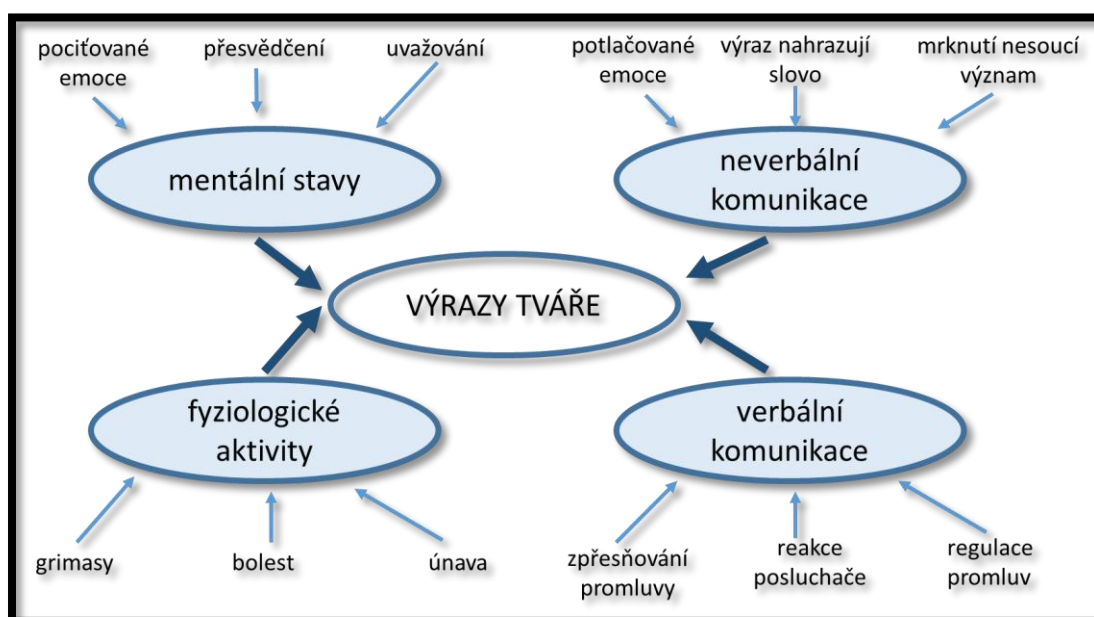 pociťované
emoce
přesvědčení
uvažování
potlačované
emoce
výraz nahrazují
slovo
mrknutí nesoucí
význam
mentální stavy
neverbální
komunikace
VÝRAZY TVÁŘE
fyziologické
aktivity
verbální
komunikace
grimasy
bolest
únava
zpřesňování
promluvy
reakce
posluchače
regulace
promluv